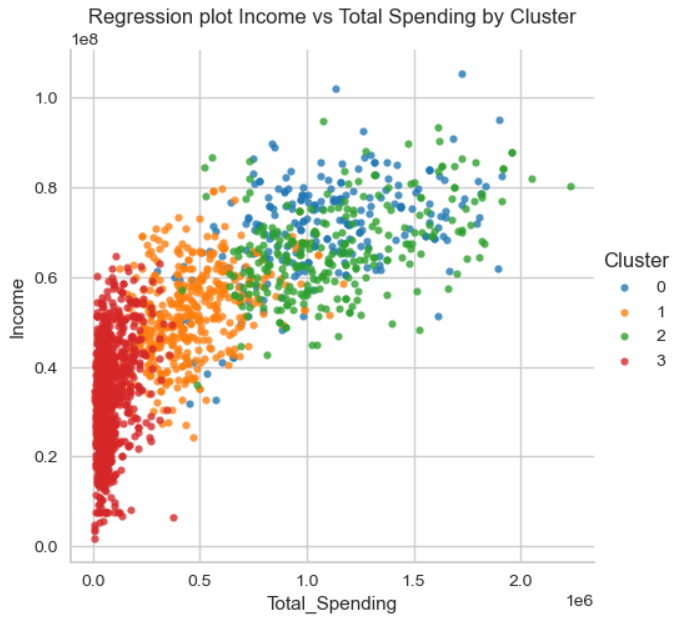 Regression plot Income vs Total Spending by Cluster
1e8
1.0
0.8
0.6
0.4
0.2
0.0
Income
0.0 0.5 1.0 1.5 2.0
1e6
Total_Spending
Cluster
0
1
2
3